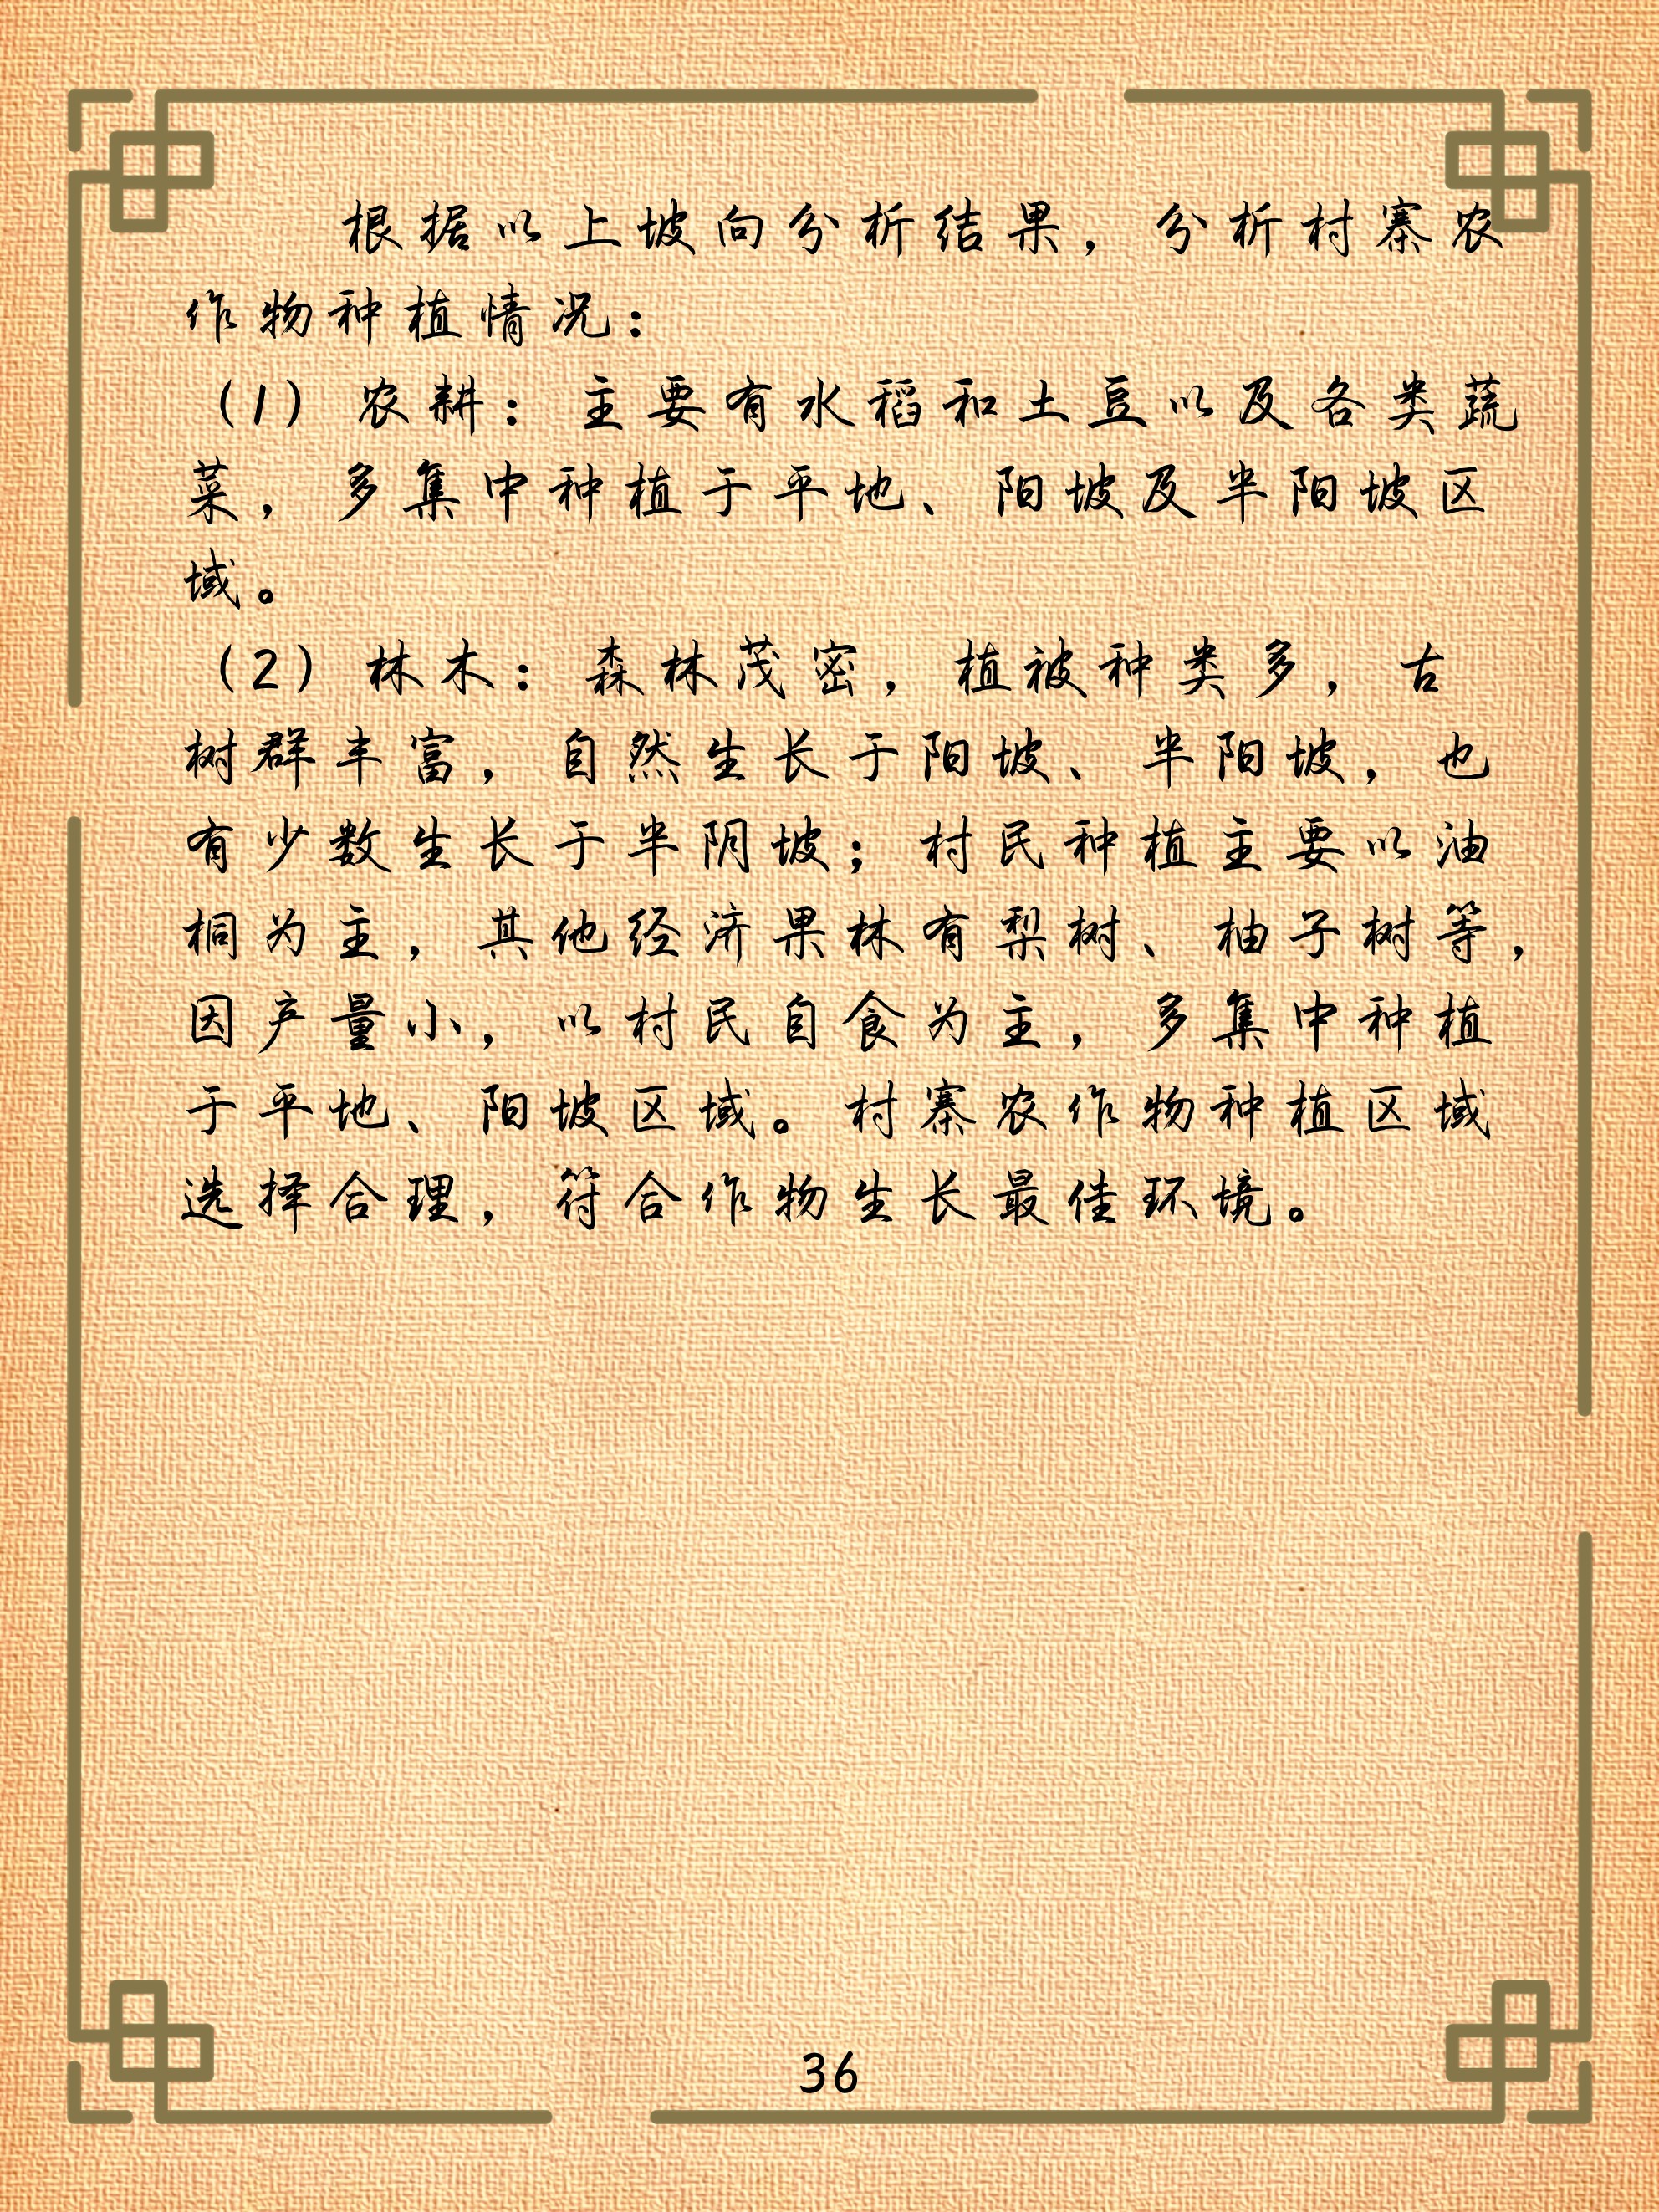 根据以上坡向分析结果，分析村寨农
作物种植情况：
（1）农耕：主要有水稻和土豆以及各类蔬
菜，多集中种植于平地、阳坡及半阳坡区
域。
（2）林木：森林茂密，植被种类多，古
树群丰富，自然生长于阳坡、半阳坡，也
有少数生长于半阴坡；村民种植主要以油
桐为主，其他经济果林有梨树、柚子树等，
因产量小，以村民自食为主，多集中种植
于平地、阳坡区域。村寨农作物种植区域
选择合理，符合作物生长最佳环境。
36